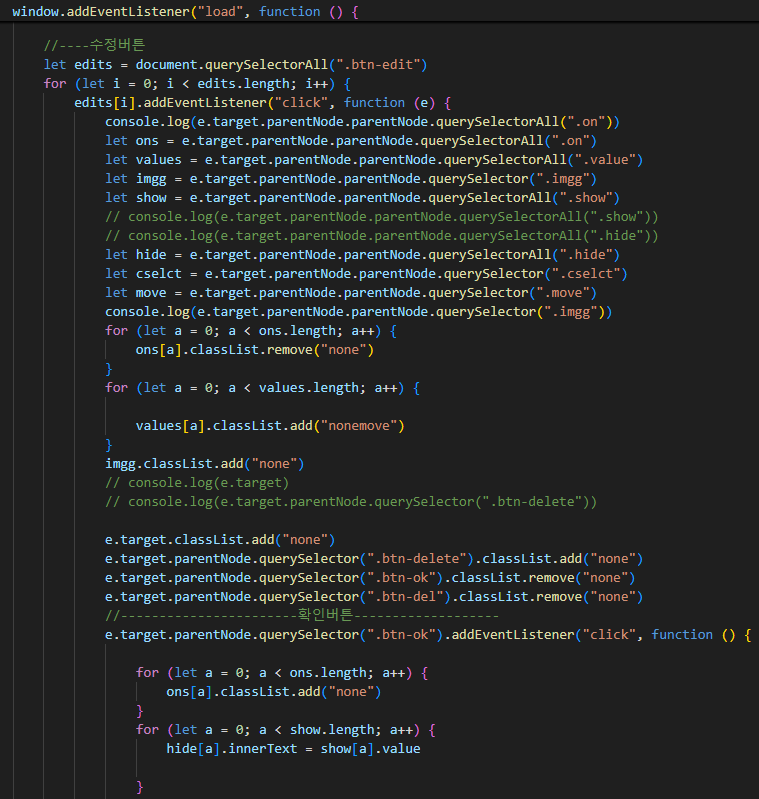 window.addEventListener("load", function () {
//----수정버튼
let edits = document.querySelectorAll(".btn-edit")
for (let i = 0; i < edits.length; i++) {
edits[i].addEventListener("click", function (e) {
console.log(e.target.parentNode.parentNode.querySelectorAll(".on"))
let ons = e.target.parentNode.parentNode.querySelectorAll(".on")
let values = e.target.parentNode.parentNode.querySelectorAll(".value")
let imgg = e.target.parentNode.parentNode.querySelector(".imgg")
let show = e.target.parentNode.parentNode.querySelectorAll(".show")
// console.log(e.target.parentNode.parentNode.querySelectorAll(".show"))
// console.log(e.target.parentNode.parentNode.querySelectorAll(".hide"))
let hide = e.target.parentNode.parentNode.querySelectorAll(".hide")
let cselct = e.target.parentNode.parentNode.querySelector(".cselct")
let move = e.target.parentNode.parentNode.querySelector(".move")
console.log(e.target.parentNode.parentNode.querySelector(".imgg"))
for (let a = 0; a < ons.length; a++) {
ons[a].classList.remove("none")
}
for (let a = 0; a < values.length; a++) {
values[a].classList.add("nonemove")
}
imgg.classList.add("none")
// console.log(e.target)
// console.log(e.target.parentNode.querySelector(".btn-delete"))
e.target.classList.add("none")
e.target.parentNode.querySelector(".btn-delete").classList.add("none")
e.target.parentNode.querySelector(".btn-ok").classList.remove("none")
e.target.parentNode.querySelector(".btn-del").classList.remove("none")
//-----------------------확인버튼-------------------
e.target.parentNode.querySelector(".btn-ok").addEventListener("click", function () {
for (let a = 0; a < ons.length; a++) {
ons[a].classList.add("none")
}
for (let a = 0; a < show.length; a++) {
hide[a].innerText = show[a].value
}